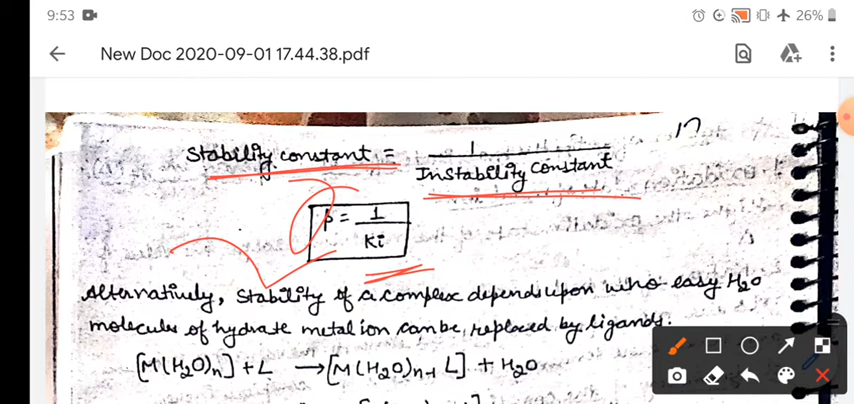 9:53 26%
New Doc 2020-09-01 17.44.38.pdf
17
Stability constant = 1
Instability Constant
β = 1
Ki
Alternatively, stability of a complex depends upon who easy H₂O
molecules of hydrate metal ion can be replaced by ligands.
[M(H₂O)n] + L → [M(H₂O)n-1 L] + H₂O